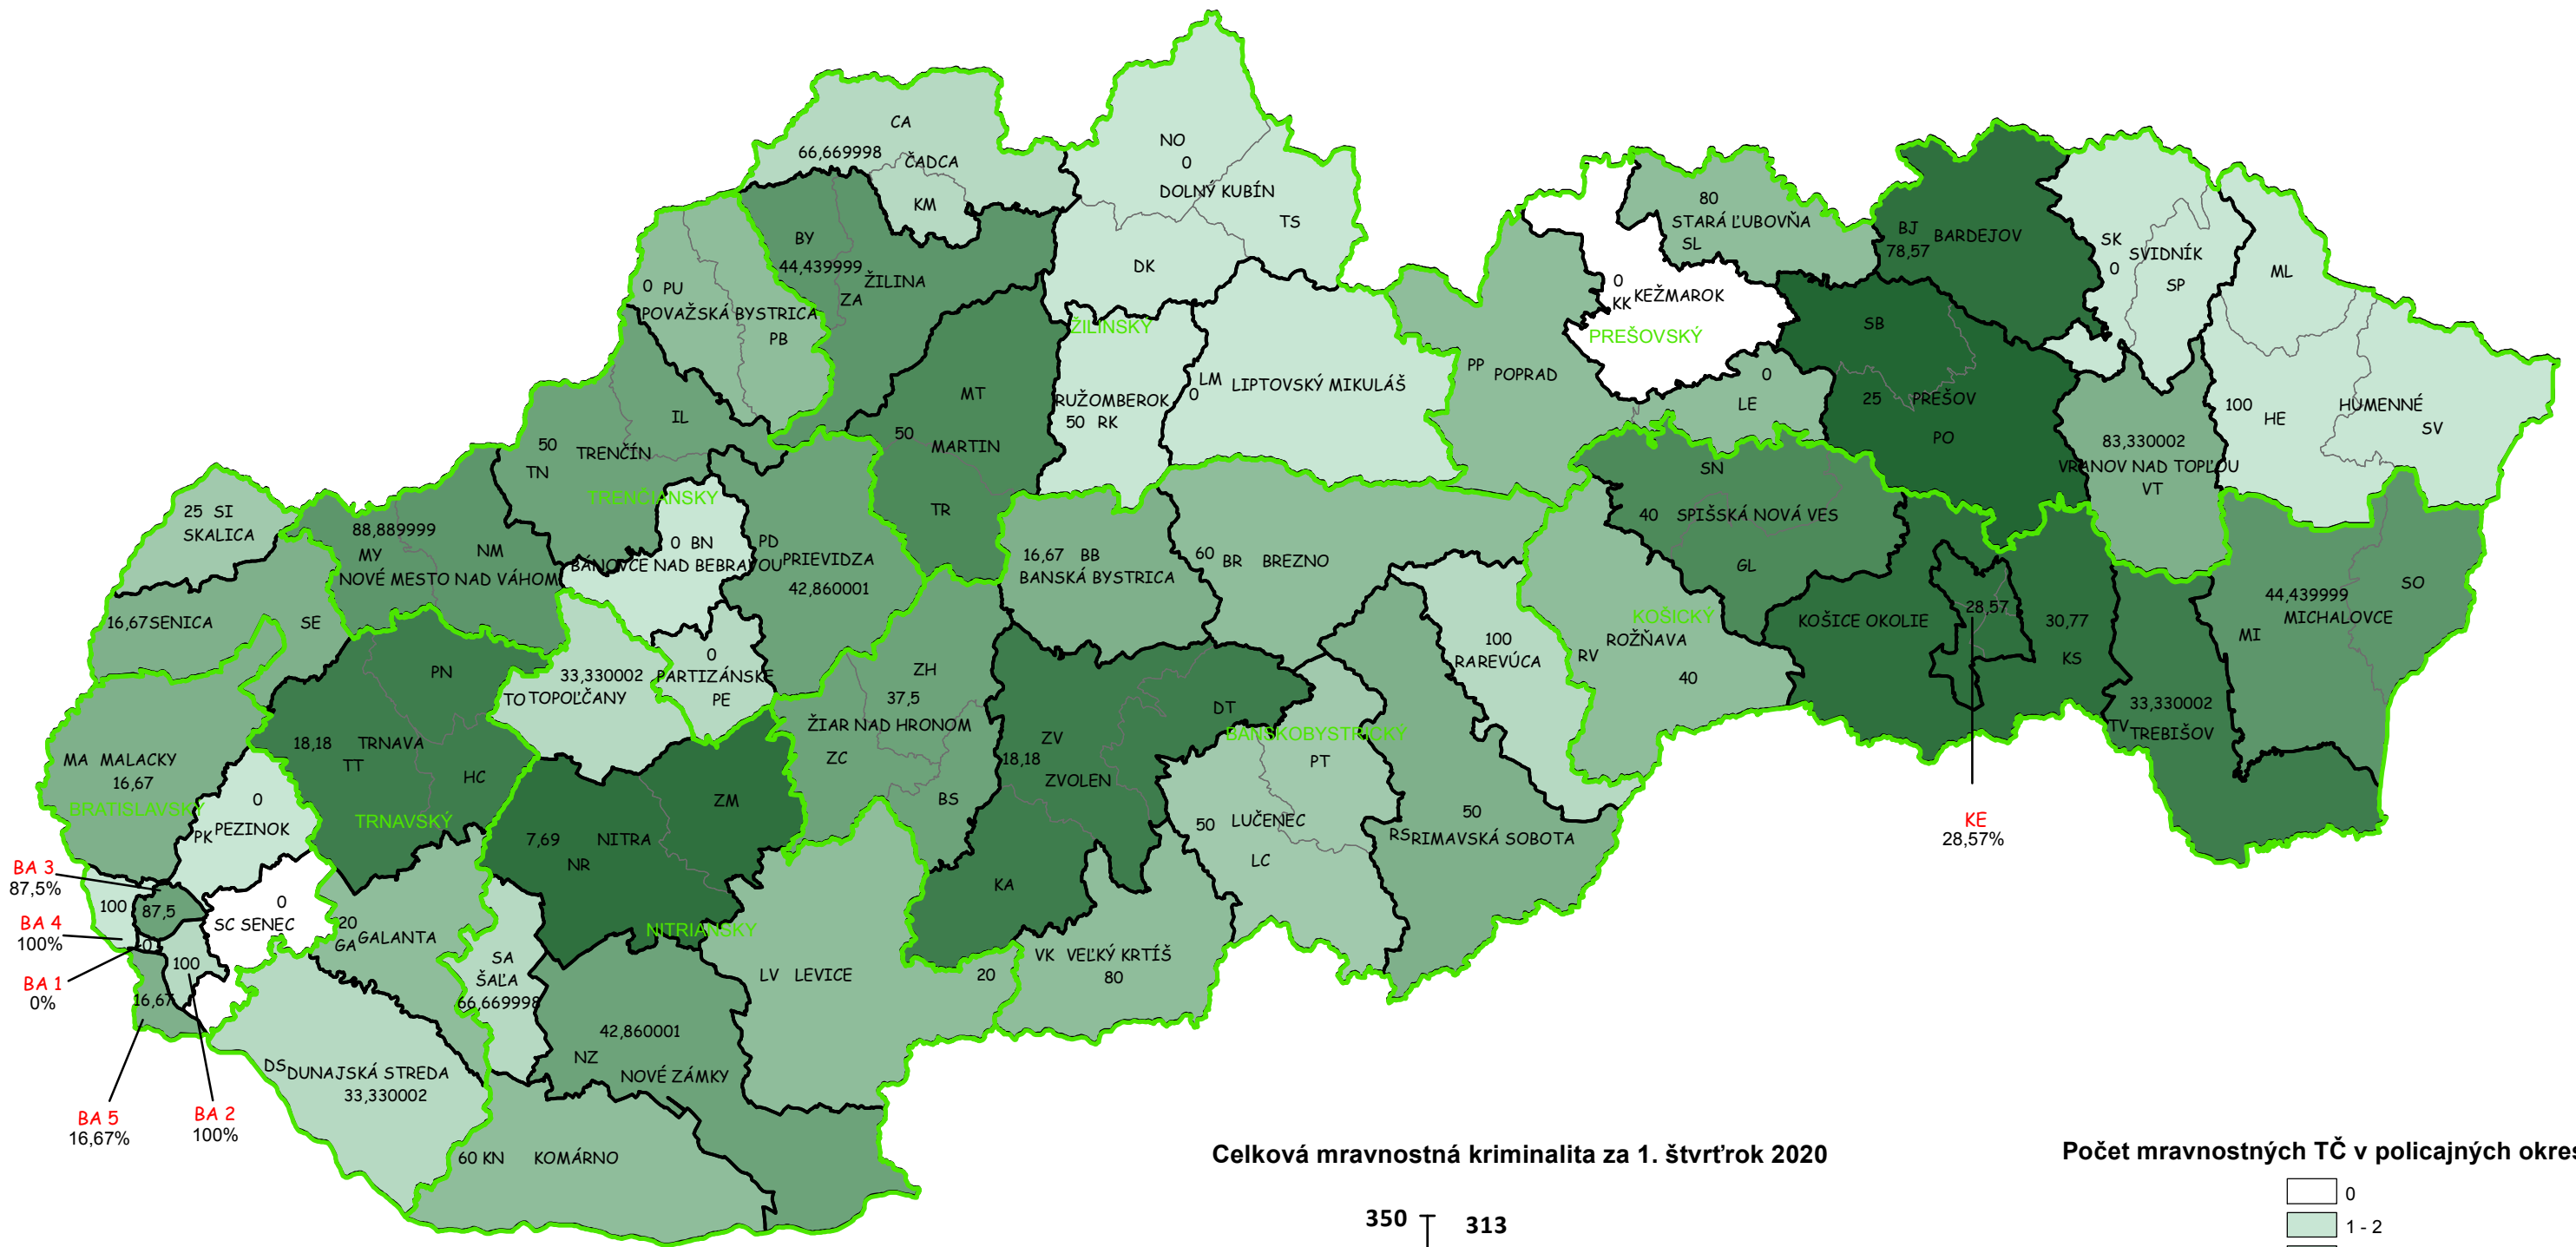 CA
66,669998
ČADCA
KM
NO
0
DOLNÝ KUBÍN
TS
DK
BY
44,439999
ŽILINA
ZA
0 PU
POVAŽSKÁ BYSTRICA
PB
ŽILINSKÝ
MT
50
MARTIN
TR
RUŽOMBEROK
50 RK
LM
0
LIPTOVSKÝ MIKULÁŠ
PP
POPRAD
0
KK KEŽMAROK
PREŠOVSKÝ
80
STARÁ ĽUBOVŇA
SL
BJ
BARDEJOV
78,57
SK
SVIDNÍK
0
SP
ML
SB
25 PREŠOV
PO
0
LE
83,330002
VRANOV NAD TOPĽOU
VT
100
HE
HUMENNÉ
SV
IL
50
TRENČÍN
TN
TRENČIANSKY
25 SI
SKALICA
88,889999
MY
NM
NOVÉ MESTO NAD VÁHOM
0 BN
BÁNOVCE NAD BEBRAVOU
PD
PRIEVIDZA
42,860001
16,67 BB
BANSKÁ BYSTRICA
60
BR BREZNO
SN
40 SPIŠSKÁ NOVÁ VES
GL
KOŠICKÝ
ROŽŇAVA
RV
40
KOŠICE OKOLIE
28,57
30,77
KS
44,439999
MICHALOVCE
MI
SO
33,330002
TV
TREBIŠOV
16,67 SENICA
SE
PN
18,18 TRNAVA
TT
HC
TRNAVSKÝ
33,330002
TO TOPOĽČANY
0
PARTIZÁNSKE
PE
ZH
37,5
ŽIAR NAD HRONOM
ZC
BS
ZV
18,18
ZVOLEN
DT
KA
BANSKOBYSTRICKÝ
PT
50
LUČENEC
LC
100
RA REVÚCA
50
RS RIMAVSKÁ SOBOTA
MA MALACKY
16,67
BRATISLAVSKÝ
0
PK PEZINOK
7,69 NITRA
NR
ZM
NITRIANSKY
KE
28,57%
BA 3
87,5%
BA 4
100%
BA 1
0%
100
87,5
0
100
16,67
0
SC SENEC
20
GA GALANTA
SA
ŠAĽA
66,669998
LV LEVICE
20
VK VEĽKÝ KRTÍŠ
80
42,860001
NZ
NOVÉ ZÁMKY
DS DUNAJSKÁ STREDA
33,330002
BA 5
16,67%
BA 2
100%
60 KN KOMÁRNO
Celková mravnostná kriminalita za 1. štvrťrok 2020
350
313
Počet mravnostných TČ v policajných okres
0
1 - 2